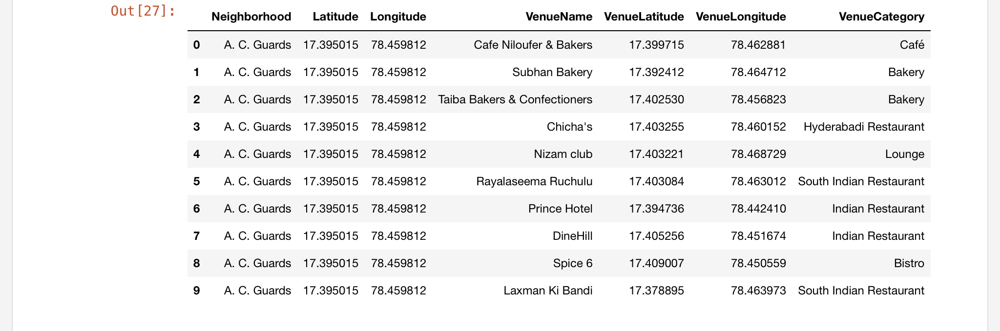 Out[27]:
Neighborhood Latitude Longitude VenueName VenueLatitude VenueLongitude VenueCategory
0 A. C. Guards 17.395015 78.459812 Cafe Niloufer & Bakers 17.399715 78.462881 Café
1 A. C. Guards 17.395015 78.459812 Subhan Bakery 17.392412 78.464712 Bakery
2 A. C. Guards 17.395015 78.459812 Taiba Bakers & Confectioners 17.402530 78.456823 Bakery
3 A. C. Guards 17.395015 78.459812 Chicha's 17.403255 78.460152 Hyderabadi Restaurant
4 A. C. Guards 17.395015 78.459812 Nizam club 17.403221 78.468729 Lounge
5 A. C. Guards 17.395015 78.459812 Rayalaseema Ruchulu 17.403084 78.463012 South Indian Restaurant
6 A. C. Guards 17.395015 78.459812 Prince Hotel 17.394736 78.442410 Indian Restaurant
7 A. C. Guards 17.395015 78.459812 DineHill 17.405256 78.451674 Indian Restaurant
8 A. C. Guards 17.395015 78.459812 Spice 6 17.409007 78.450559 Bistro
9 A. C. Guards 17.395015 78.459812 Laxman Ki Bandi 17.378895 78.463973 South Indian Restaurant